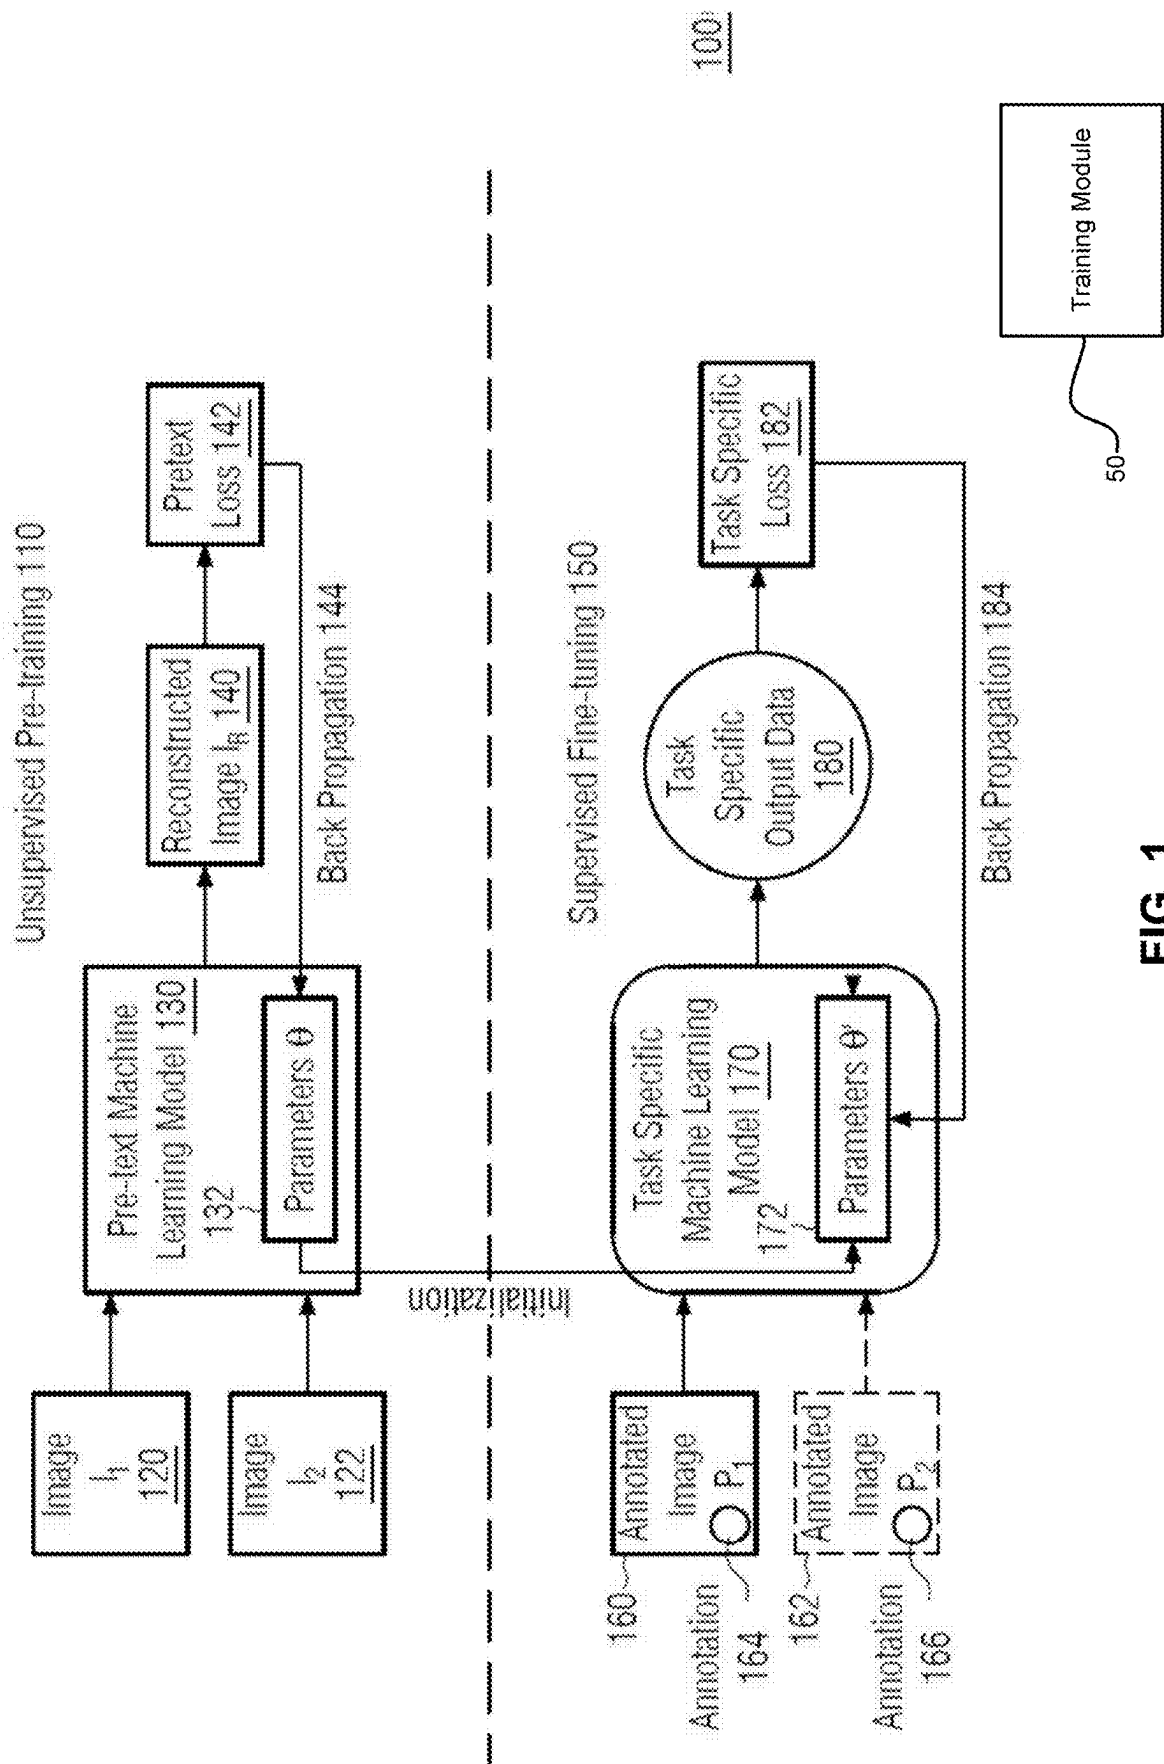 100
Unsupervised Pre-training 110
Image
I1
120
Image
I2
122
Pre-text Machine
Learning Model 130
132
Parameters θ
Reconstructed
Image IR 140
Pretext
Loss 142
Back Propagation 144
Initialization
Supervised Fine-tuning 150
160
Annotated
Image
P1
Annotation
164
162
Annotated
Image
P2
Annotation
166
Task Specific
Machine Learning
Model 170
172
Parameters θ'
Task
Specific
Output Data
180
Task Specific
Loss 182
Back Propagation 184
Training Module
50
FIG. 1